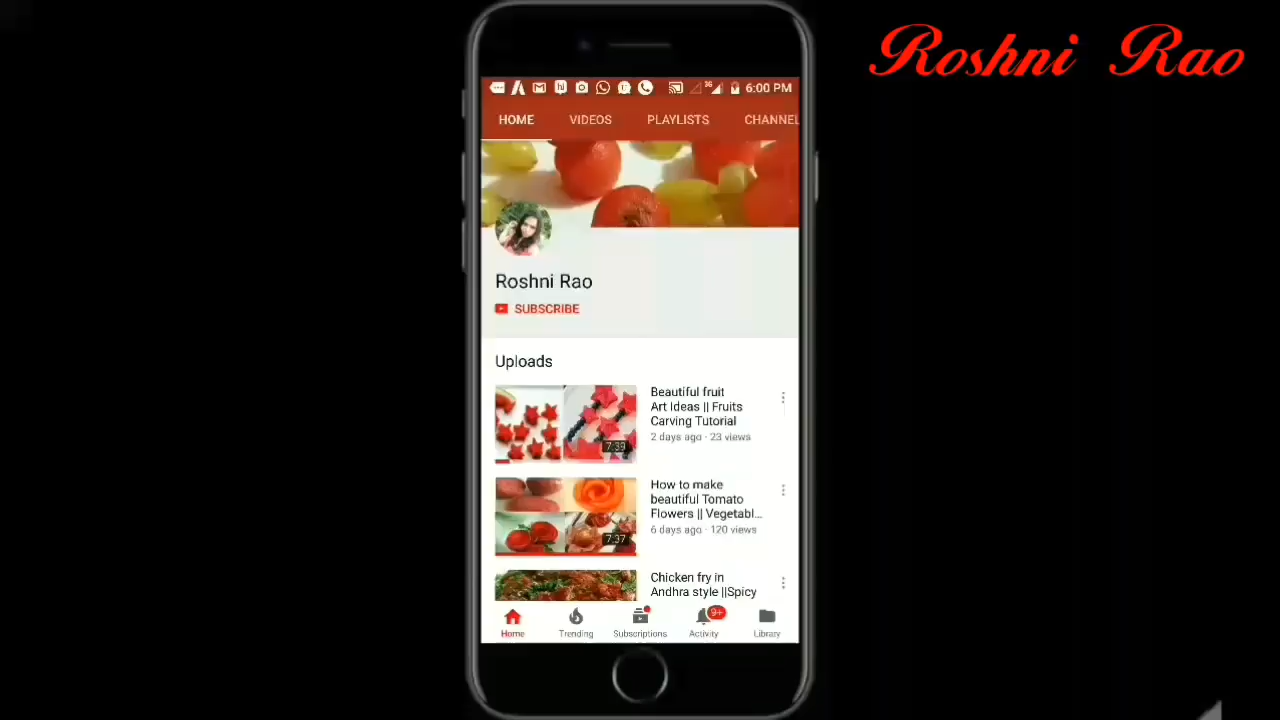 Roshni Rao
6:00 PM
HOME VIDEOS PLAYLISTS CHANNEL
Roshni Rao
SUBSCRIBE
Uploads
Beautiful fruit
Art Ideas || Fruits
Carving Tutorial
2 days ago · 23 views
7:39
How to make
beautiful Tomato
Flowers || Vegetabl...
6 days ago · 120 views
7:37
Chicken fry in
Andhra style ||Spicy
9+
Home Trending Subscriptions Activity Library